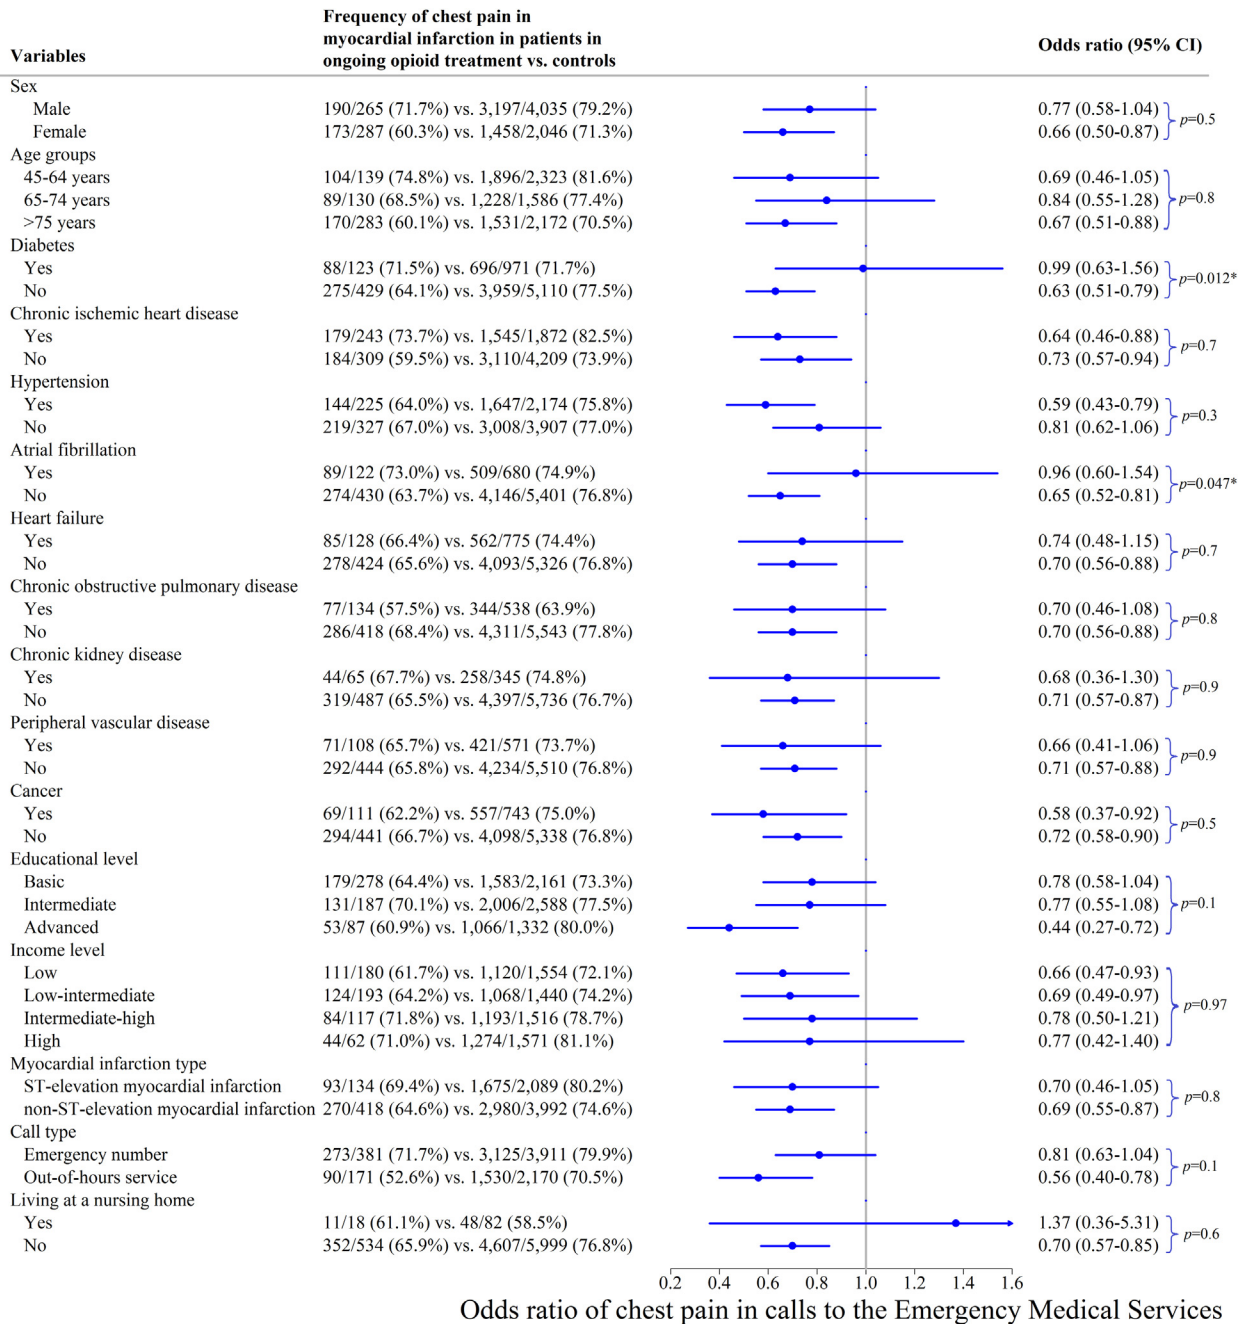 Variables Frequency of chest pain in myocardial infarction in patients in ongoing opioid treatment vs. controls Odds ratio (95% CI)
Sex
Male 190/265 (71.7%) vs. 3,197/4,035 (79.2%) 0.77 (0.58-1.04)
Female 173/287 (60.3%) vs. 1,458/2,046 (71.3%) 0.66 (0.50-0.87)
p=0.5
Age groups
45-64 years 104/139 (74.8%) vs. 1,896/2,323 (81.6%) 0.69 (0.46-1.05)
65-74 years 89/130 (68.5%) vs. 1,228/1,586 (77.4%) 0.84 (0.55-1.28) p=0.8
>75 years 170/283 (60.1%) vs. 1,531/2,172 (70.5%) 0.67 (0.51-0.88)
Diabetes
Yes 88/123 (71.5%) vs. 696/971 (71.7%) 0.99 (0.63-1.56)
No 275/429 (64.1%) vs. 3,959/5,110 (77.5%) 0.63 (0.51-0.79)
p=0.012*
Chronic ischemic heart disease
Yes 179/243 (73.7%) vs. 1,545/1,872 (82.5%) 0.64 (0.46-0.88)
No 184/309 (59.5%) vs. 3,110/4,209 (73.9%) 0.73 (0.57-0.94)
p=0.7
Hypertension
Yes 144/225 (64.0%) vs. 1,647/2,174 (75.8%) 0.59 (0.43-0.79)
No 219/327 (67.0%) vs. 3,008/3,907 (77.0%) 0.81 (0.62-1.06)
p=0.3
Atrial fibrillation
Yes 89/122 (73.0%) vs. 509/680 (74.9%) 0.96 (0.60-1.54)
No 274/430 (63.7%) vs. 4,146/5,401 (76.8%) 0.65 (0.52-0.81)
p=0.047*
Heart failure
Yes 85/128 (66.4%) vs. 562/775 (74.4%) 0.74 (0.48-1.15)
No 278/424 (65.6%) vs. 4,093/5,326 (76.8%) 0.70 (0.56-0.88)
p=0.7
Chronic obstructive pulmonary disease
Yes 77/134 (57.5%) vs. 344/538 (63.9%) 0.70 (0.46-1.08)
No 286/418 (68.4%) vs. 4,311/5,543 (77.8%) 0.70 (0.56-0.88)
p=0.8
Chronic kidney disease
Yes 44/65 (67.7%) vs. 258/345 (74.8%) 0.68 (0.36-1.30)
No 319/487 (65.5%) vs. 4,397/5,736 (76.7%) 0.71 (0.57-0.87)
p=0.9
Peripheral vascular disease
Yes 71/108 (65.7%) vs. 421/571 (73.7%) 0.66 (0.41-1.06)
No 292/444 (65.8%) vs. 4,234/5,510 (76.8%) 0.71 (0.57-0.88)
p=0.9
Cancer
Yes 69/111 (62.2%) vs. 557/743 (75.0%) 0.58 (0.37-0.92)
No 294/441 (66.7%) vs. 4,098/5,338 (76.8%) 0.72 (0.58-0.90)
p=0.5
Educational level
Basic 179/278 (64.4%) vs. 1,583/2,161 (73.3%) 0.78 (0.58-1.04)
Intermediate 131/187 (70.1%) vs. 2,006/2,588 (77.5%) 0.77 (0.55-1.08) p=0.1
Advanced 53/87 (60.9%) vs. 1,066/1,332 (80.0%) 0.44 (0.27-0.72)
Income level
Low 111/180 (61.7%) vs. 1,120/1,554 (72.1%) 0.66 (0.47-0.93)
Low-intermediate 124/193 (64.2%) vs. 1,068/1,440 (74.2%) 0.69 (0.49-0.97)
p=0.97
Intermediate-high 84/117 (71.8%) vs. 1,193/1,516 (78.7%) 0.78 (0.50-1.21)
High 44/62 (71.0%) vs. 1,274/1,571 (81.1%) 0.77 (0.42-1.40)
Myocardial infarction type
ST-elevation myocardial infarction 93/134 (69.4%) vs. 1,675/2,089 (80.2%) 0.70 (0.46-1.05)
non-ST-elevation myocardial infarction 270/418 (64.6%) vs. 2,980/3,992 (74.6%) 0.69 (0.55-0.87)
p=0.8
Call type
Emergency number 273/381 (71.7%) vs. 3,125/3,911 (79.9%) 0.81 (0.63-1.04)
Out-of-hours service 90/171 (52.6%) vs. 1,530/2,170 (70.5%) 0.56 (0.40-0.78)
p=0.1
Living at a nursing home
Yes 11/18 (61.1%) vs. 48/82 (58.5%) 1.37 (0.36-5.31)
No 352/534 (65.9%) vs. 4,607/5,999 (76.8%) 0.70 (0.57-0.85)
p=0.6
0.2 0.4 0.6 0.8 1.0 1.2 1.4 1.6
Odds ratio of chest pain in calls to the Emergency Medical Services